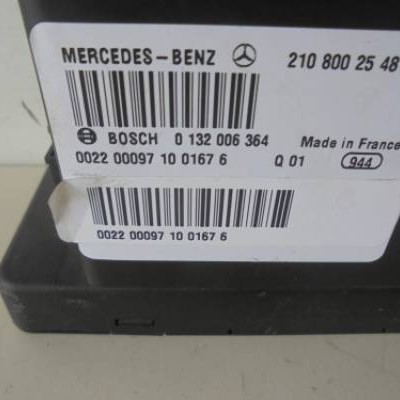 MERCEDES-BENZ 210 800 25 48
BOSCH 0 132 006 364 Made in France
0022 00097 10 0167 6 Q 01 944
0022 00097 10 0167 6